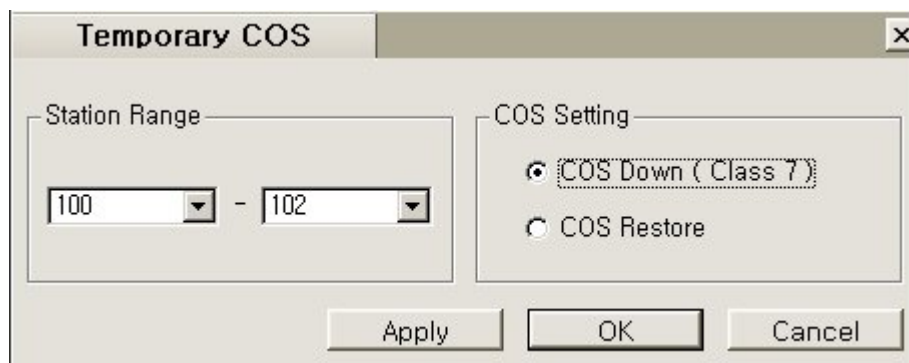 Temporary COS
×
Station Range
100 - 102
COS Setting
COS Down ( Class 7 )
COS Restore
Apply OK Cancel